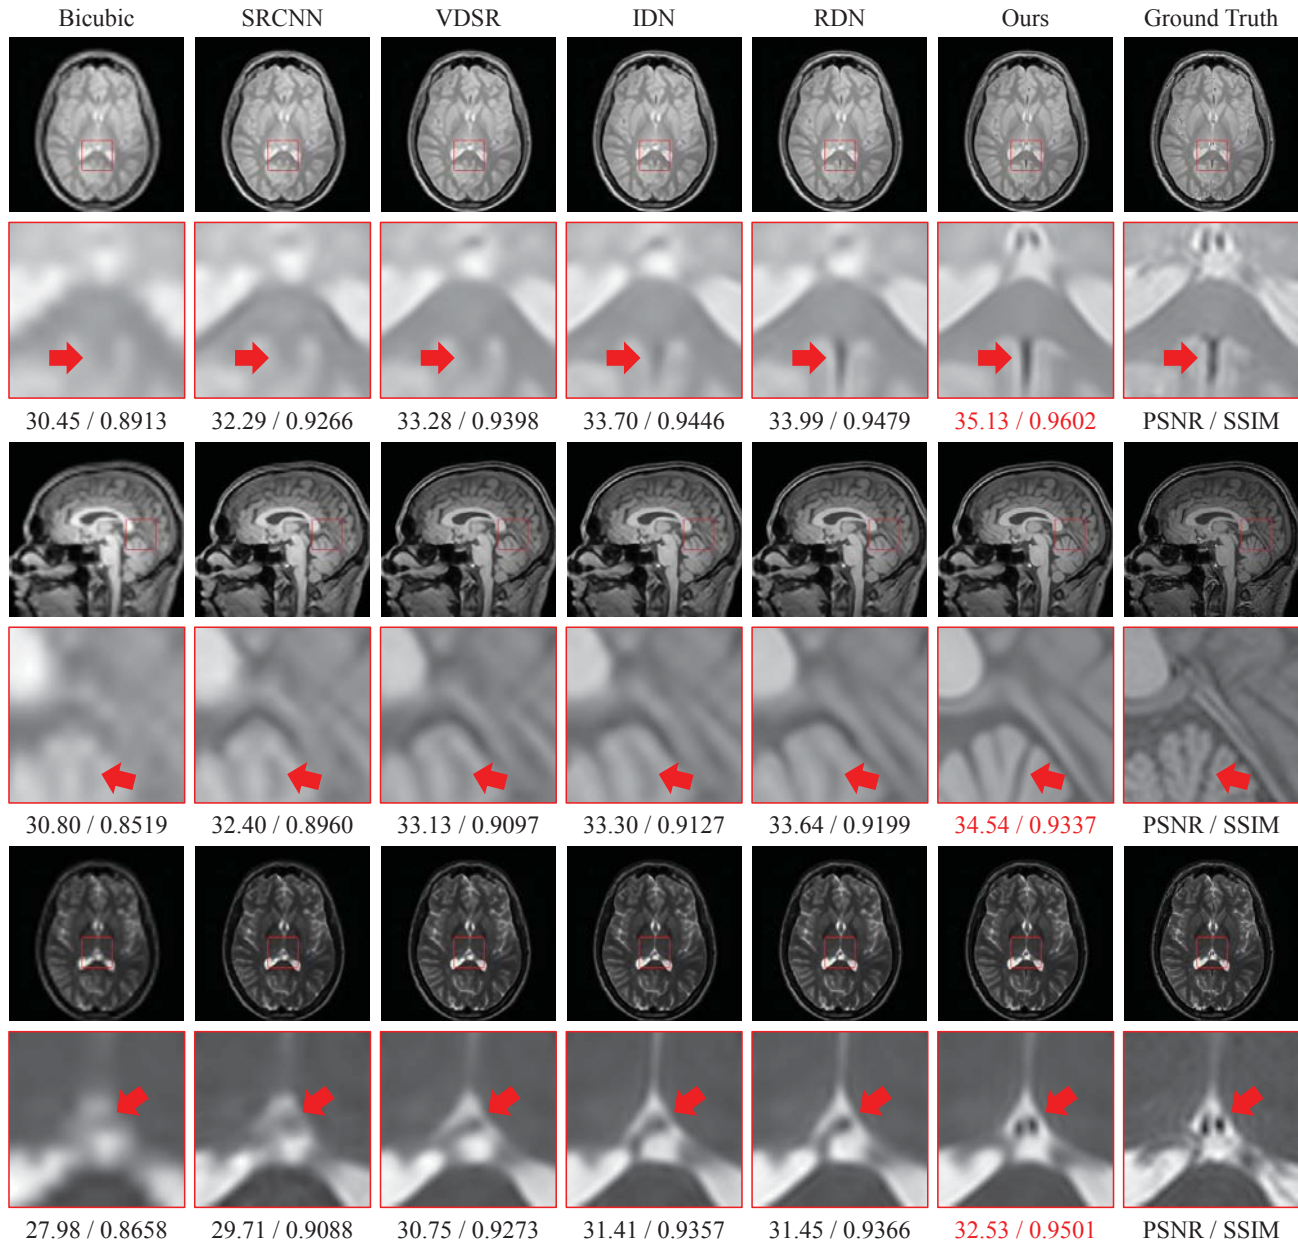 Bicubic SRCNN VDSR IDN RDN Ours Ground Truth
30.45 / 0.8913 32.29 / 0.9266 33.28 / 0.9398 33.70 / 0.9446 33.99 / 0.9479 35.13 / 0.9602 PSNR / SSIM
30.80 / 0.8519 32.40 / 0.8960 33.13 / 0.9097 33.30 / 0.9127 33.64 / 0.9199 34.54 / 0.9337 PSNR / SSIM
27.98 / 0.8658 29.71 / 0.9088 30.75 / 0.9273 31.41 / 0.9357 31.45 / 0.9366 32.53 / 0.9501 PSNR / SSIM